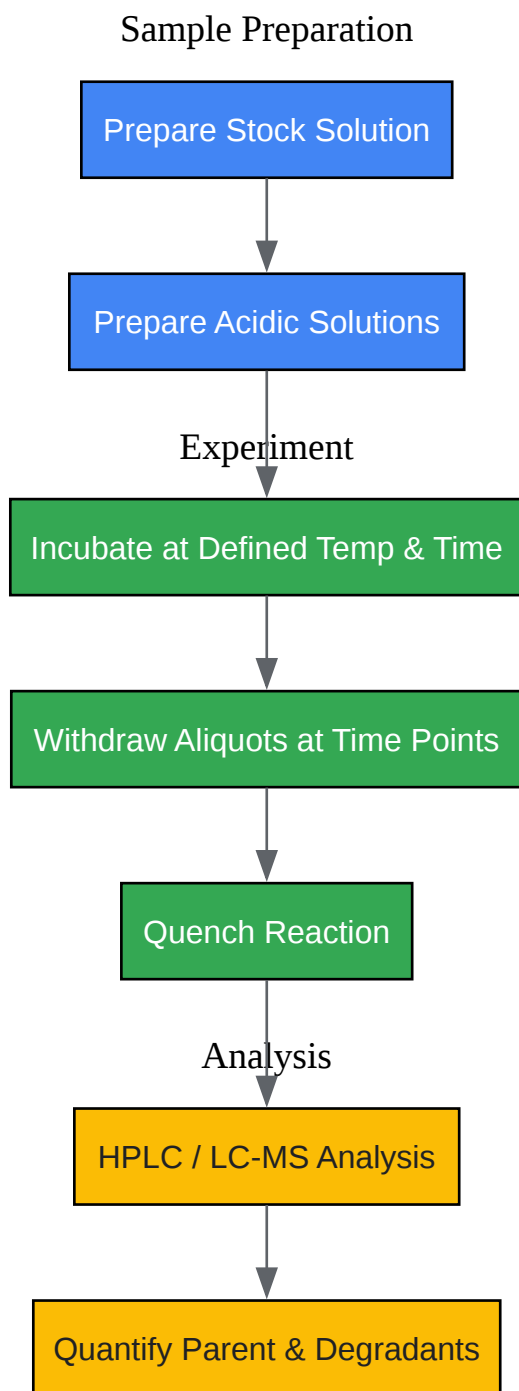 Sample Preparation
Prepare Stock Solution
Prepare Acidic Solutions
Experiment
Incubate at Defined Temp & Time
Withdraw Aliquots at Time Points
Quench Reaction
Analysis
HPLC / LC-MS Analysis
Quantify Parent & Degradants